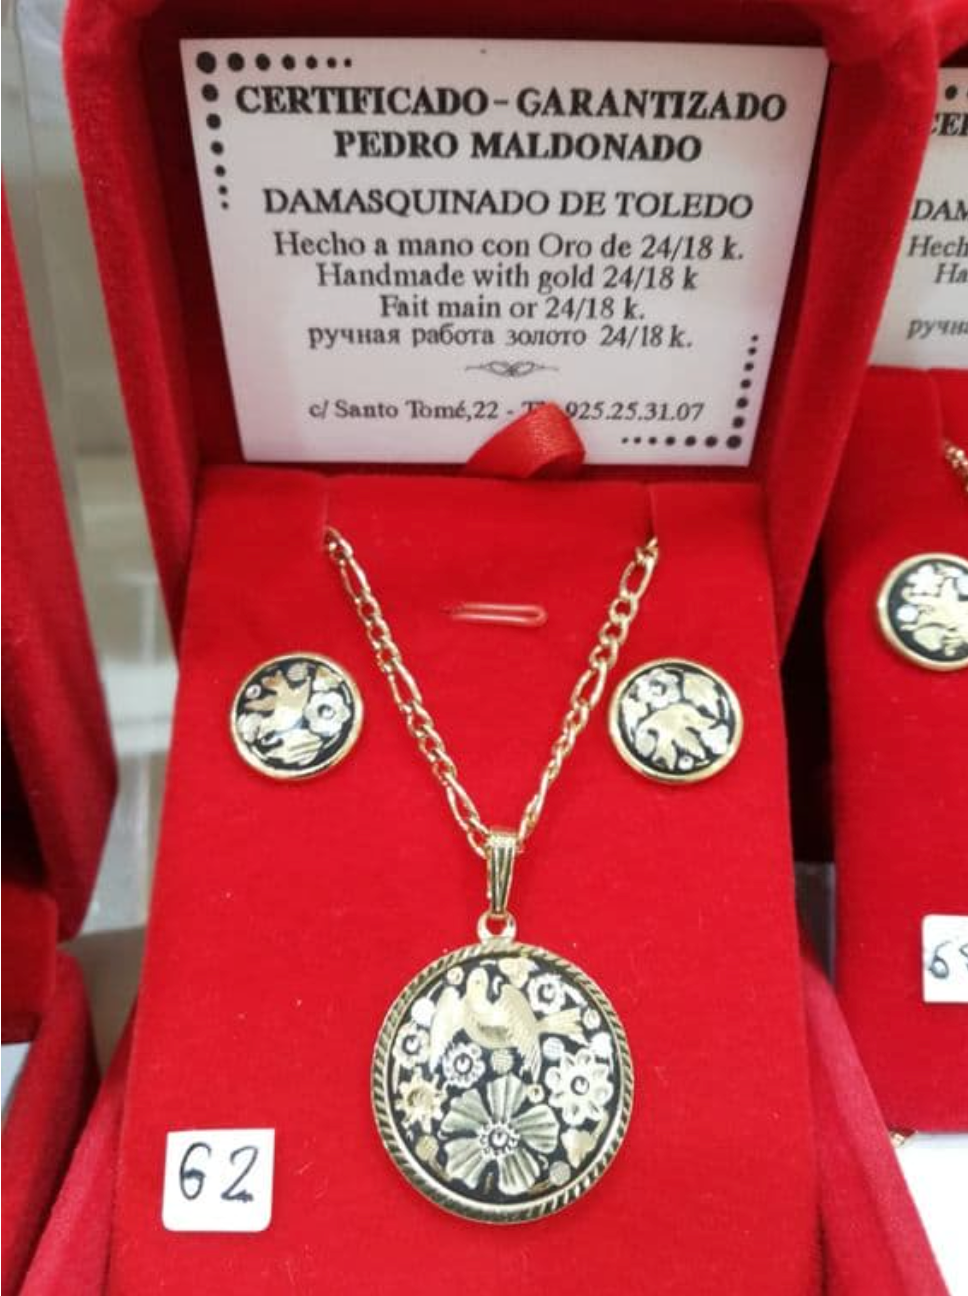 CERTIFICADO - GARANTIZADO
PEDRO MALDONADO
DAMASQUINADO DE TOLEDO
Hecho a mano con Oro de 24/18 k.
Handmade with gold 24/18 k
Fait main or 24/18 k.
ручная работа золото 24/18 k.
c/ Santo Tomé,22 - 925.25.31.07
62